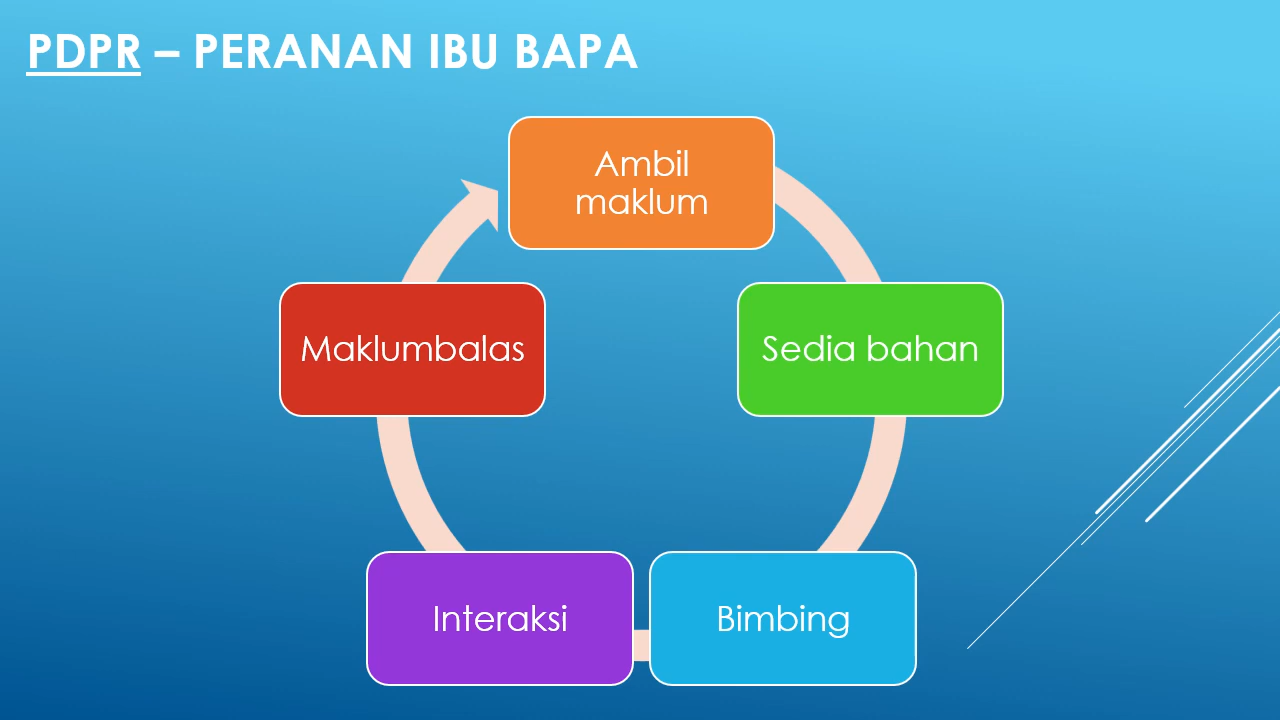 PDPR – PERANAN IBU BAPA
Ambil
maklum
Sedia bahan
Bimbing
Interaksi
Maklumbalas